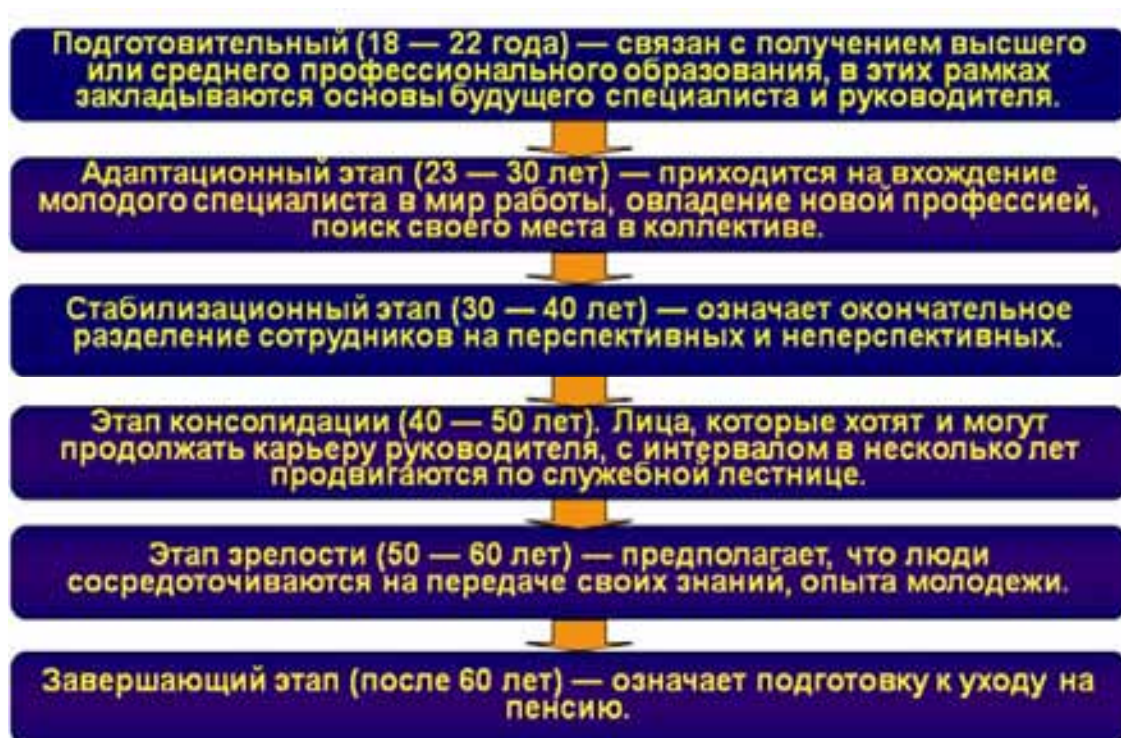 Подготовительный (18 — 22 года) — связан с получением высшего
или среднего профессионального образования, в этих рамках
закладываются основы будущего специалиста и руководителя.
Адаптационный этап (23 — 30 лет) — приходится на вхождение
молодого специалиста в мир работы, овладение новой профессией,
поиск своего места в коллективе.
Стабилизационный этап (30 — 40 лет) — означает окончательное
разделение сотрудников на перспективных и неперспективных.
Этап консолидации (40 — 50 лет). Лица, которые хотят и могут
продолжать карьеру руководителя, с интервалом в несколько лет
продвигаются по служебной лестнице.
Этап зрелости (50 — 60 лет) — предполагает, что люди
сосредоточиваются на передаче своих знаний, опыта молодежи.
Завершающий этап (после 60 лет) — означает подготовку к уходу на
пенсию.